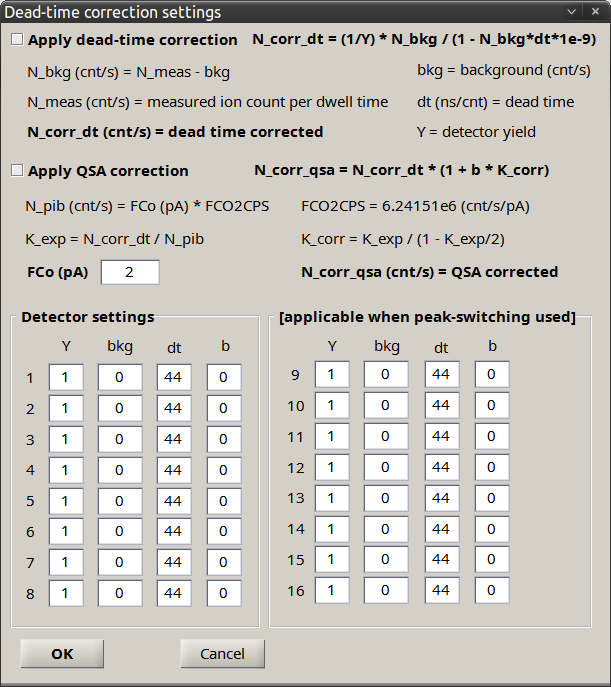 Dead-time correction settings
Apply dead-time correction N_corr_dt = (1/Y) * N_bkg / (1 - N_bkg*dt*1e-9)
N_bkg (cnt/s) = N_meas - bkg bkg = background (cnt/s)
N_meas (cnt/s) = measured ion count per dwell time dt (ns/cnt) = dead time
N_corr_dt (cnt/s) = dead time corrected Y = detector yield
Apply QSA correction N_corr_qsa = N_corr_dt * (1 + b * K_corr)
N_pib (cnt/s) = FCo (pA) * FCO2CPS FCO2CPS = 6.24151e6 (cnt/s/pA)
K_exp = N_corr_dt / N_pib K_corr = K_exp / (1 - K_exp/2)
FCo (pA) 2 N_corr_qsa (cnt/s) = QSA corrected
Detector settings
Y bkg dt b
1 1 0 44 0
2 1 0 44 0
3 1 0 44 0
4 1 0 44 0
5 1 0 44 0
6 1 0 44 0
7 1 0 44 0
8 1 0 44 0
[applicable when peak-switching used]
Y bkg dt b
9 1 0 44 0
10 1 0 44 0
11 1 0 44 0
12 1 0 44 0
13 1 0 44 0
14 1 0 44 0
15 1 0 44 0
16 1 0 44 0
OK Cancel